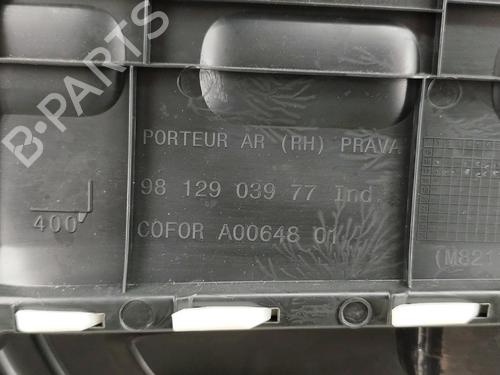 B-PARTS
PORTEUR AR (RH) PRAVA
98 129 039 77 Ind
400
COFOR A00648 01
(M821